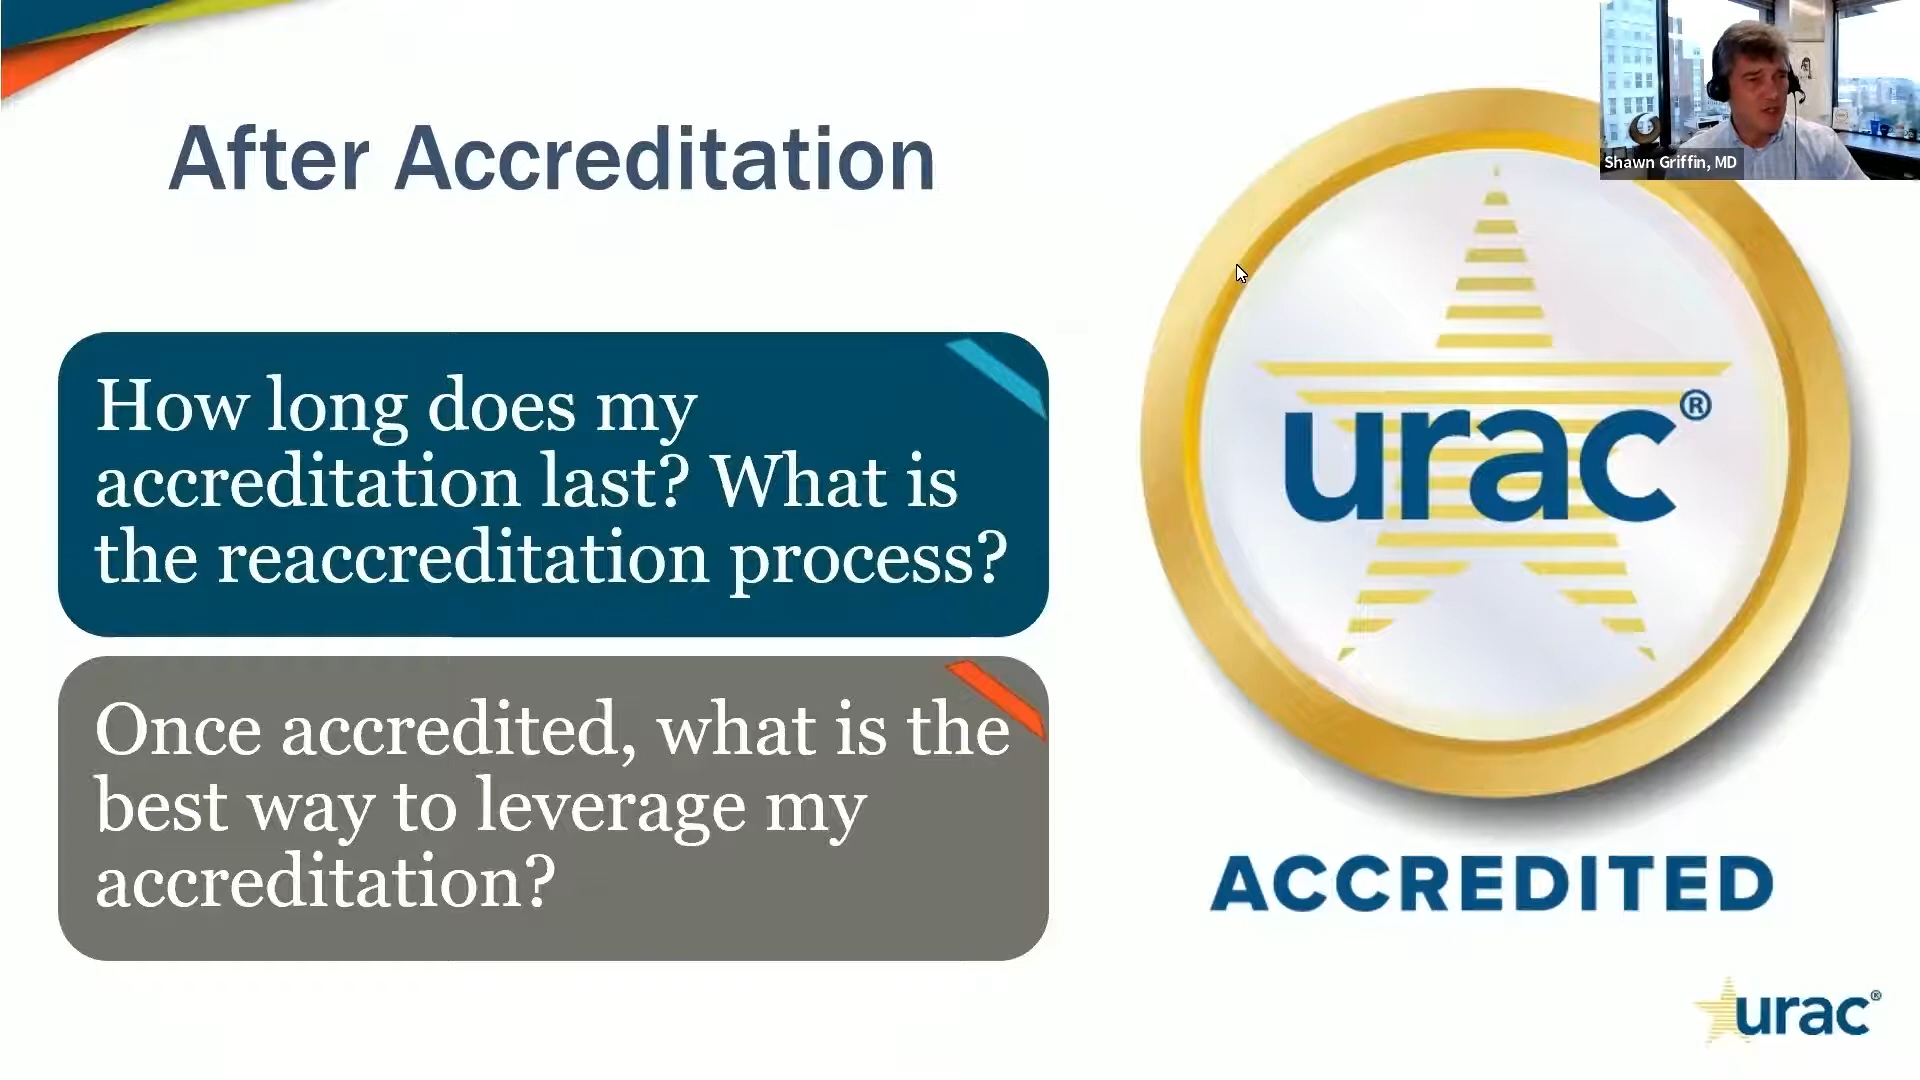 After Accreditation
Shawn Griffin, MD
How long does my
accreditation last? What is
the reaccreditation process?
Once accredited, what is the
best way to leverage my
accreditation?
urac®
ACCREDITED
urac®